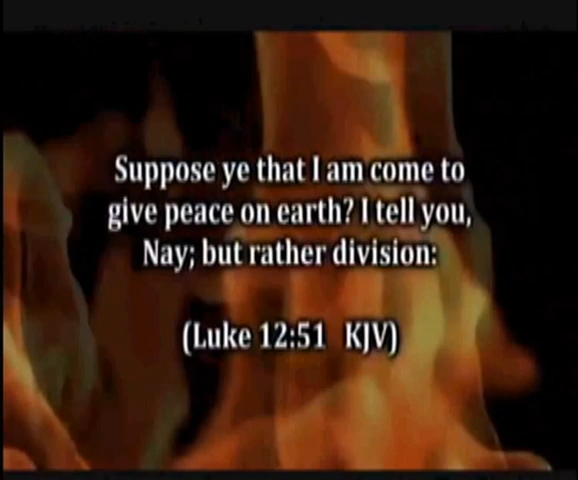 Suppose ye that I am come to
give peace on earth? I tell you,
Nay; but rather division:
(Luke 12:51 KJV)